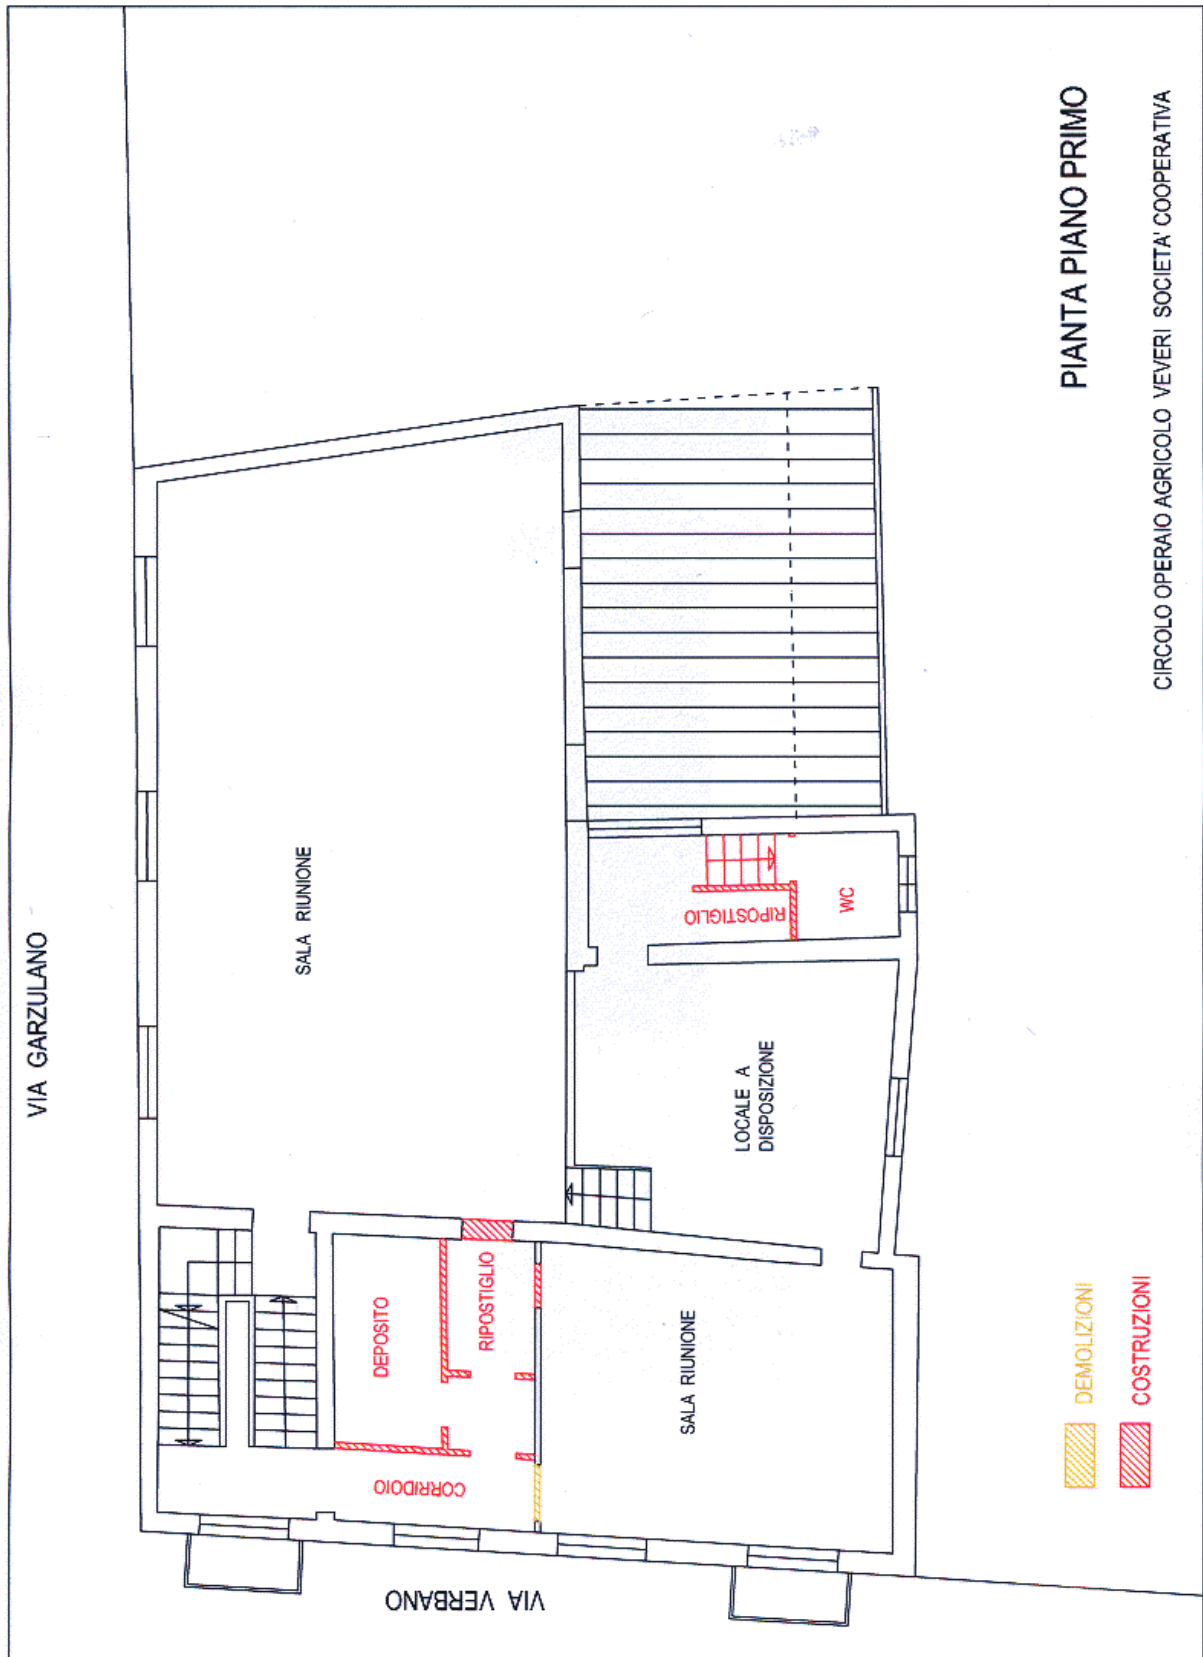 VIA GARZULANO
SALA RIUNIONE
DEPOSITO
RIPOSTIGLIO
CORRIDOIO
VIA VERBANO
SALA RIUNIONE
LOCALE A
DISPOSIZIONE
RIPOSTIGLIO
WC
DEMOLIZIONI
COSTRUZIONI
PIANTA PIANO PRIMO
CIRCOLO OPERAIO AGRICOLO VEVERI SOCIETA' COOPERATIVA